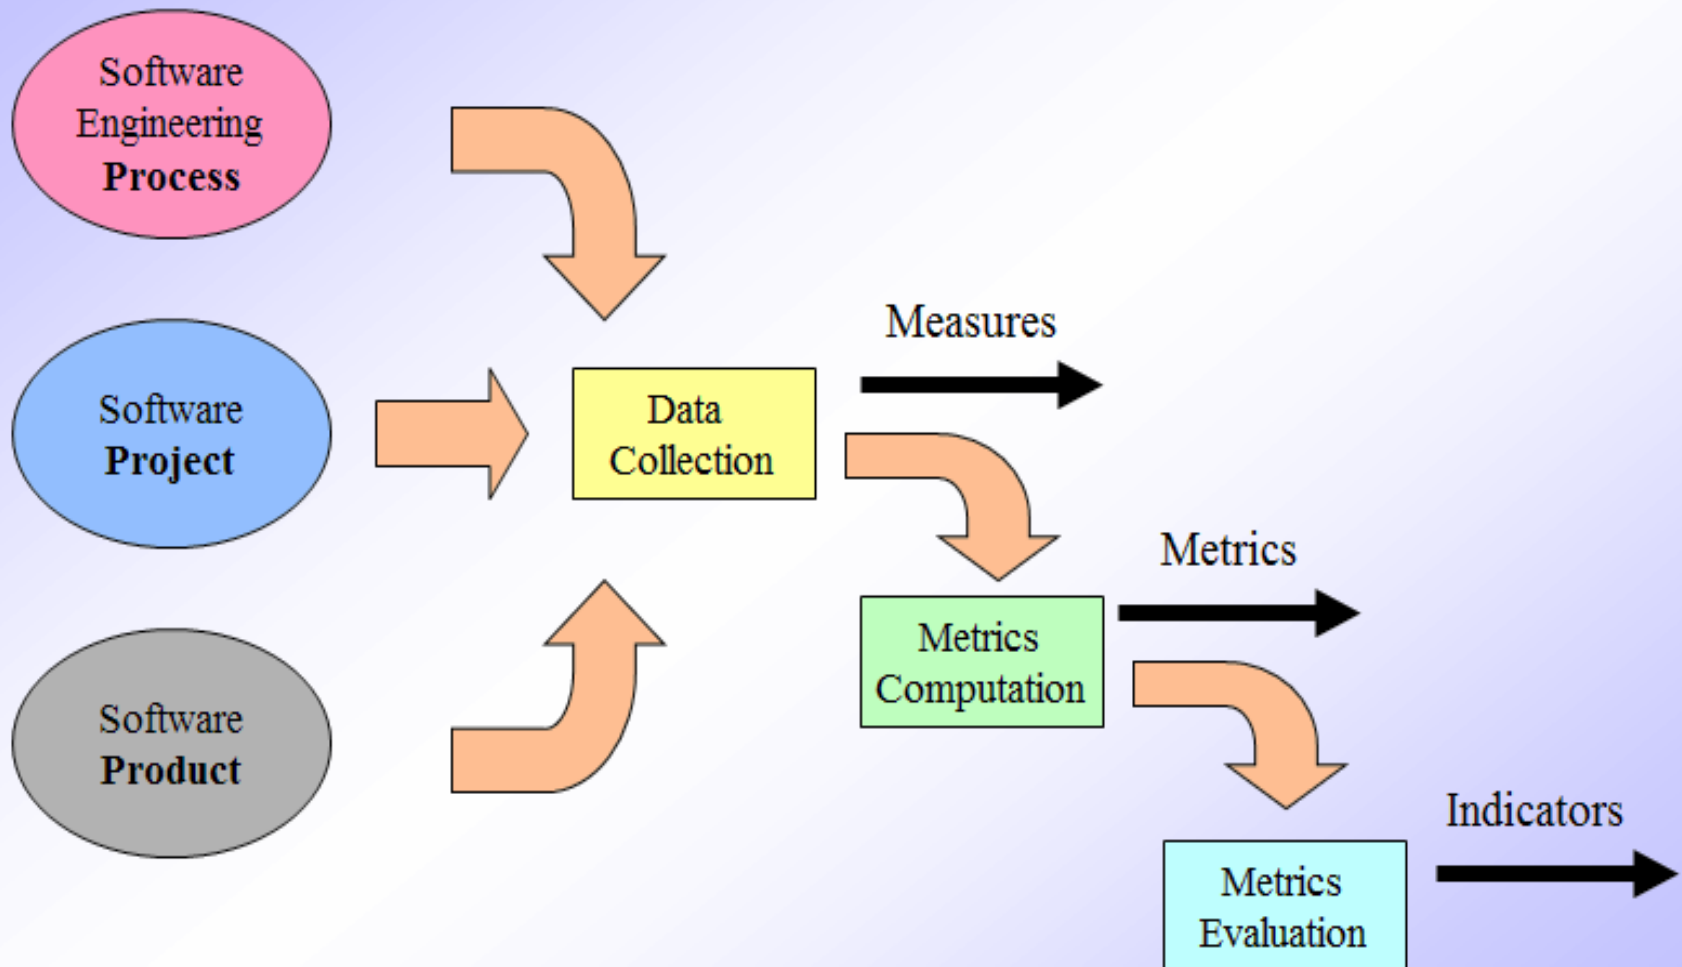 Software
Engineering
Process
Software
Project
Software
Product
Data
Collection
Measures
Metrics
Computation
Metrics
Metrics
Evaluation
Indicators